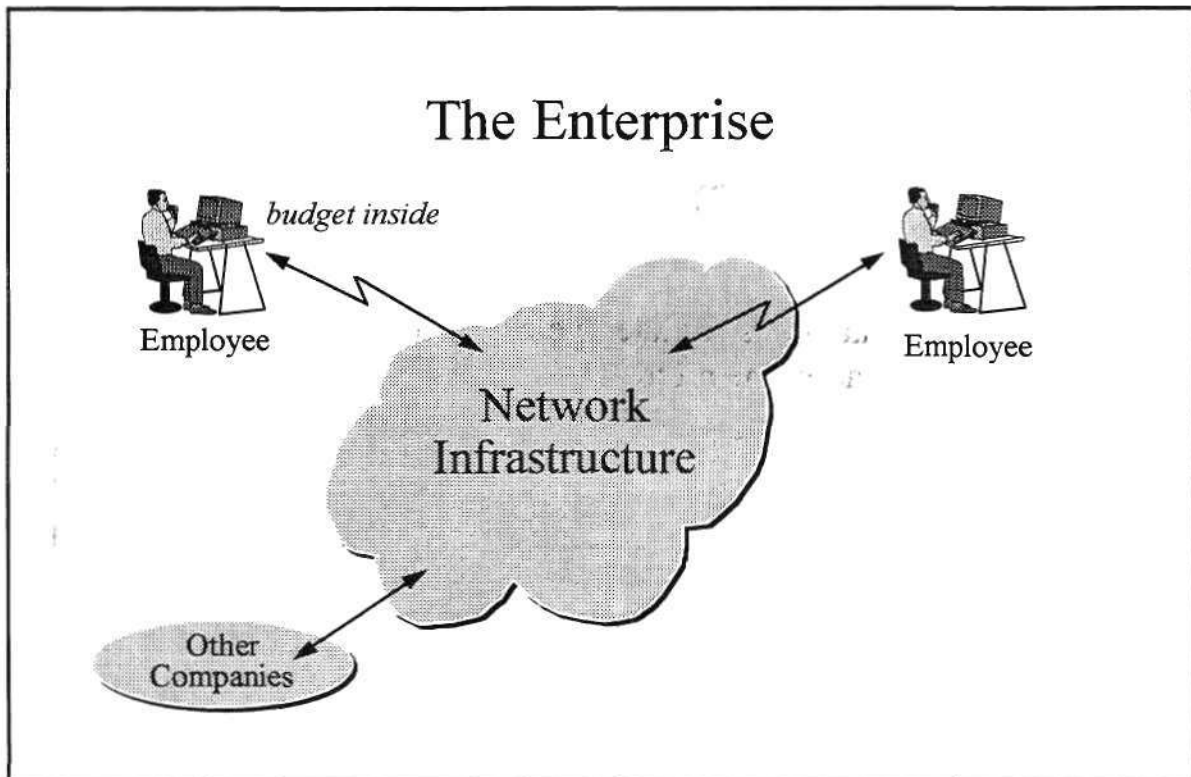 The Enterprise
budget inside
Employee
Employee
Network
Infrastructure
Other
Companies